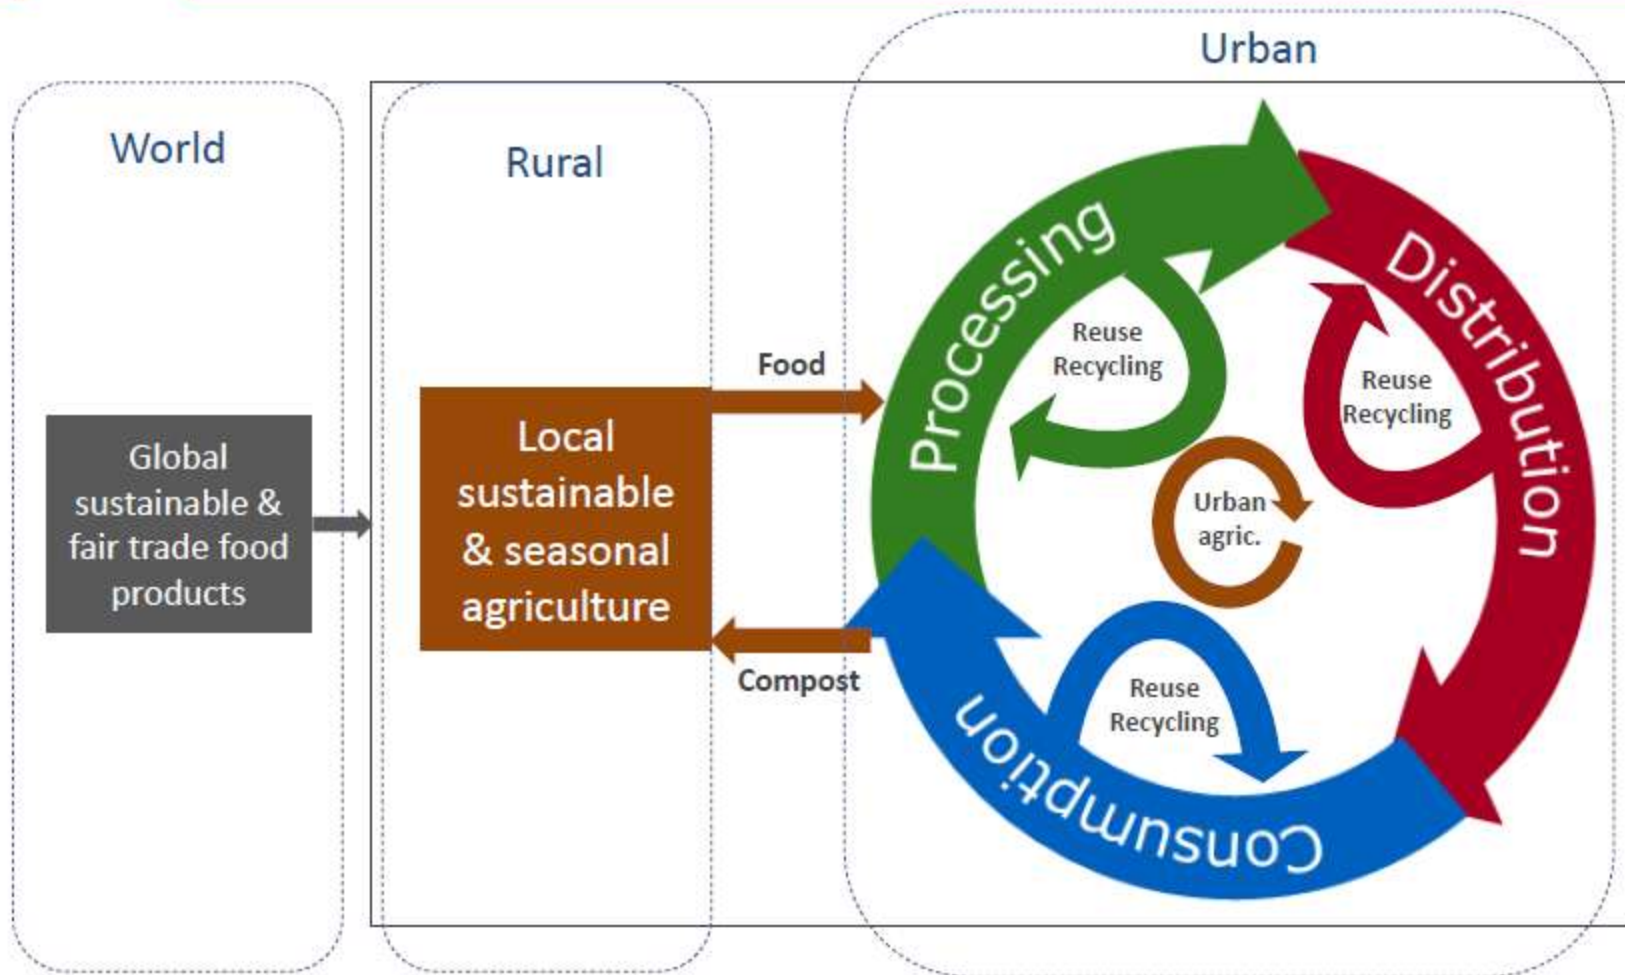 World
Rural
Urban
Global
sustainable &
fair trade food
products
Local
sustainable
& seasonal
agriculture
Food
Compost
Processing
Distribution
Consumption
Reuse
Recycling
Reuse
Recycling
Urban
agric.
Reuse
Recycling